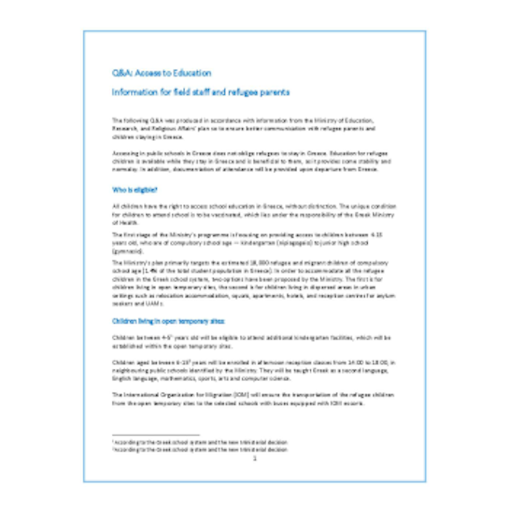 Q&A: Access to Education
Information for field staff and refugee parents
The following Q&A was produced in accordance with information from the Ministry of Education,
Research, and Religious Affairs' plan so to ensure better communication with refugee parents and
children staying in Greece.
Accessing in public schools in Greece does not oblige refugees to stay in Greece. Education for refugee
children is available while they stay in Greece and is beneficial to them, as it provides some stability and
normalcy. In addition, documentation of attendance will be provided upon departure from Greece.
Who is eligible?
All children have the right to access school education in Greece, without distinction. The unique condition
for children to attend school is to be vaccinated, which lies under the responsibility of the Greek Ministry
of Health.
The first stage of the Ministry's programme is focusing on providing access to children between 4-15
years old, who are of compulsory school age — kindergarten (nipiagogeio) to junior high school
(gymnasio).
The Ministry's plan primarily targets the estimated 18,000 refugee and migrant children of compulsory
school age (1.4% of the total student population in Greece). In order to accommodate all the refugee
children in the Greek school system, two options have been proposed by the Ministry. The first is for
children living in open temporary sites, the second is for children living in dispersed areas in urban
settings such as relocation accommodation, squats, apartments, hotels, and reception centres for asylum
seekers and UAMs.
Children living in open temporary sites:
Children between 4-5¹ years old will be eligible to attend additional kindergarten facilities, which will be
established within the open temporary sites.
Children aged between 6-15² years will be enrolled in afternoon reception classes from 14:00 to 18:00, in
neighbouring public schools identified by the Ministry. They will be taught Greek as a second language,
English language, mathematics, sports, arts and computer science.
The International Organization for Migration (IOM) will ensure the transportation of the refugee children
from the open temporary sites to the selected schools with buses equipped with IOM escorts.
¹ According to the Greek school system and the new ministerial decision
² According to the Greek school system and the new ministerial decision
1